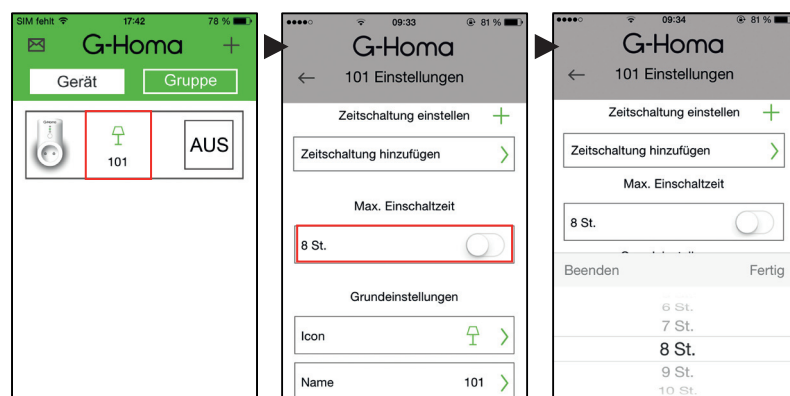 SIM fehlt 17:42 78 %
G-Homa
Gerät Gruppe
101
AUS
09:33 81 %
G-Homa
101 Einstellungen
Zeitschaltung einstellen
Zeitschaltung hinzufügen
Max. Einschaltzeit
8 St.
Grundeinstellungen
Icon
Name 101
09:34 81 %
G-Homa
101 Einstellungen
Zeitschaltung einstellen
Zeitschaltung hinzufügen
Max. Einschaltzeit
8 St.
Beenden Fertig
6 St.
7 St.
8 St.
9 St.
10 St.